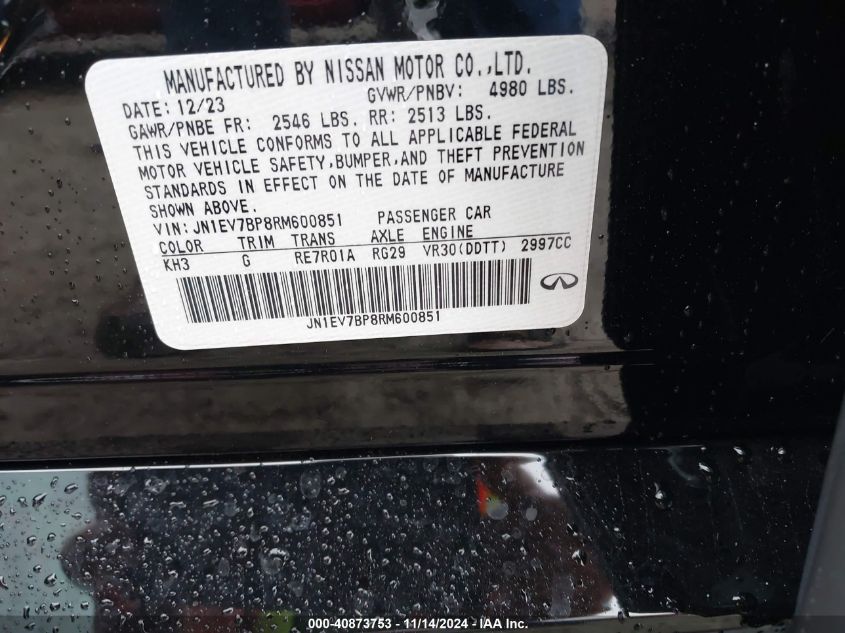 MANUFACTURED BY NISSAN MOTOR CO.,LTD.
DATE: 12/23 GVWR/PNBV: 4980 LBS.
GAWR/PNBE FR: 2546 LBS. RR: 2513 LBS.
THIS VEHICLE CONFORMS TO ALL APPLICABLE FEDERAL
MOTOR VEHICLE SAFETY,BUMPER,AND THEFT PREVENTION
STANDARDS IN EFFECT ON THE DATE OF MANUFACTURE
SHOWN ABOVE.
VIN: JN1EV7BP8RM600851 PASSENGER CAR
COLOR TRIM TRANS AXLE ENGINE
KH3 G RE7R01A RG29 VR30(DDTT) 2997CC
JN1EV7BP8RM600851
000-40873753 - 11/14/2024 - IAA Inc.